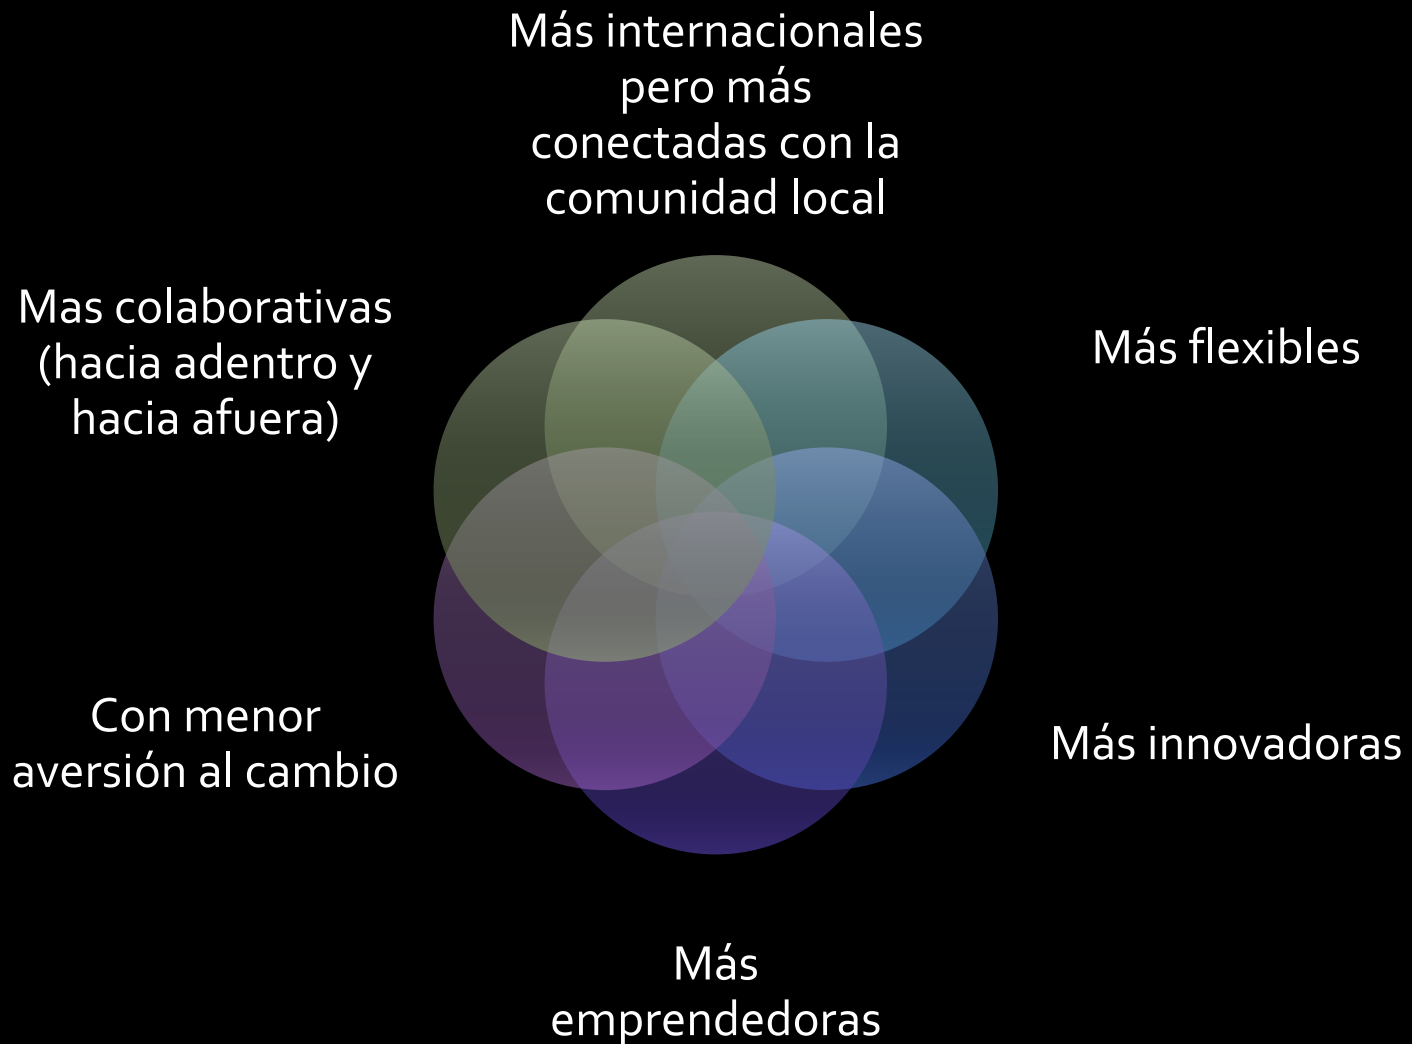 Más internacionales
pero más
conectadas con la
comunidad local
Más flexibles
Más innovadoras
Más
emprendedoras
Con menor
aversión al cambio
Mas colaborativas
(hacia adentro y
hacia afuera)